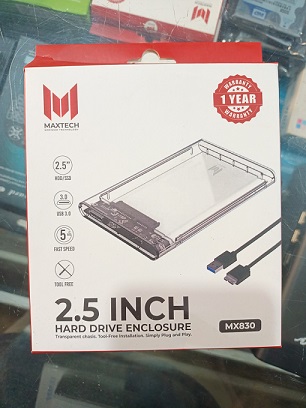 MAXTECH
WARRANTY
1 YEAR
WARRANTY
2.5"
HDD/SSD
3.0
USB 3.0
5
FAST SPEED
TOOL FREE
2.5 INCH
HARD DRIVE ENCLOSURE
MX830
Transparent chasis, Tool-Free Installation, Simply Plug and Play.